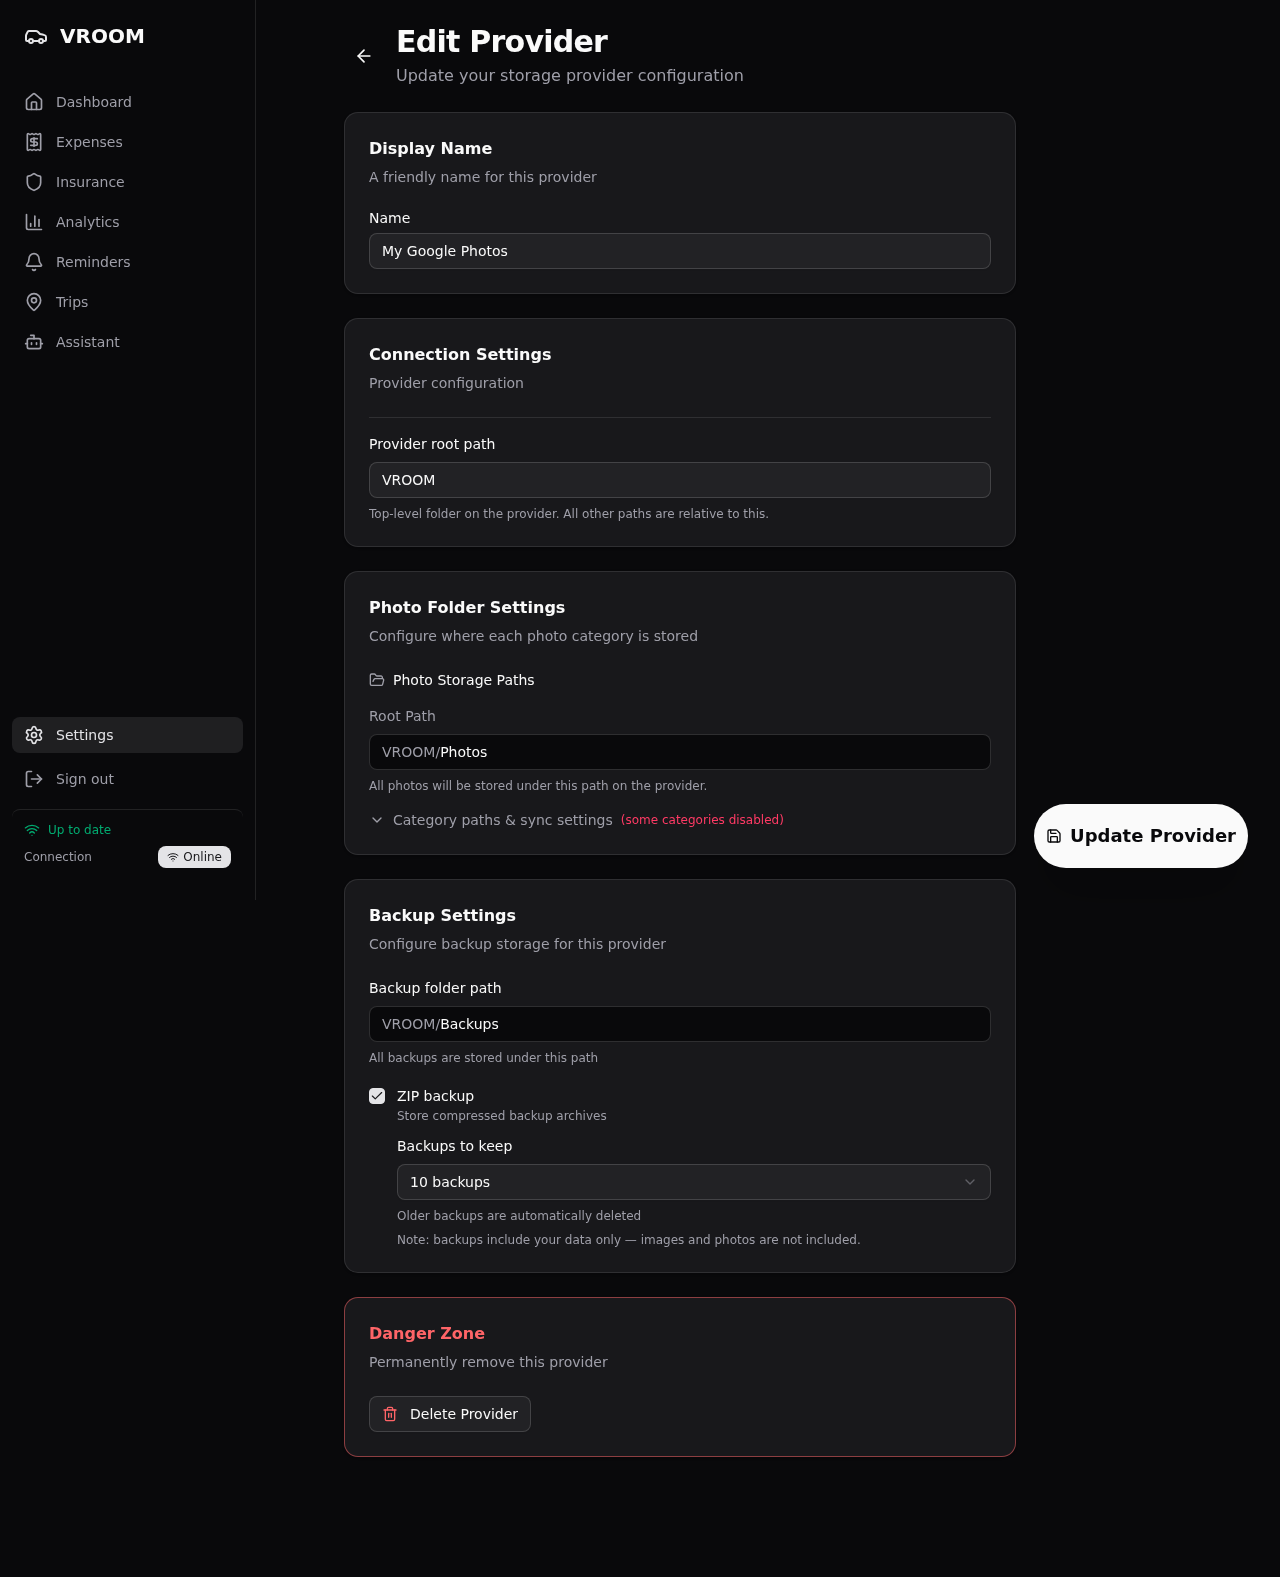 VROOM
Dashboard
Expenses
Insurance
Analytics
Reminders
Trips
Assistant
Settings
Sign out
Up to date
Connection
Online
Edit Provider
Update your storage provider configuration
Display Name
A friendly name for this provider
Name
My Google Photos
Connection Settings
Provider configuration
Provider root path
VROOM
Top-level folder on the provider. All other paths are relative to this.
Photo Folder Settings
Configure where each photo category is stored
Photo Storage Paths
Root Path
VROOM/Photos
All photos will be stored under this path on the provider.
Category paths & sync settings (some categories disabled)
Update Provider
Backup Settings
Configure backup storage for this provider
Backup folder path
VROOM/Backups
All backups are stored under this path
ZIP backup
Store compressed backup archives
Backups to keep
10 backups
Older backups are automatically deleted
Note: backups include your data only — images and photos are not included.
Danger Zone
Permanently remove this provider
Delete Provider